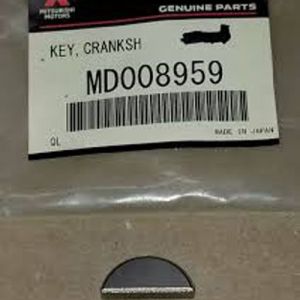 MITSUBISHI
MOTORS
GENUINE PARTS
KEY, CRANKSH
MD008959
MADE IN JAPAN
QL